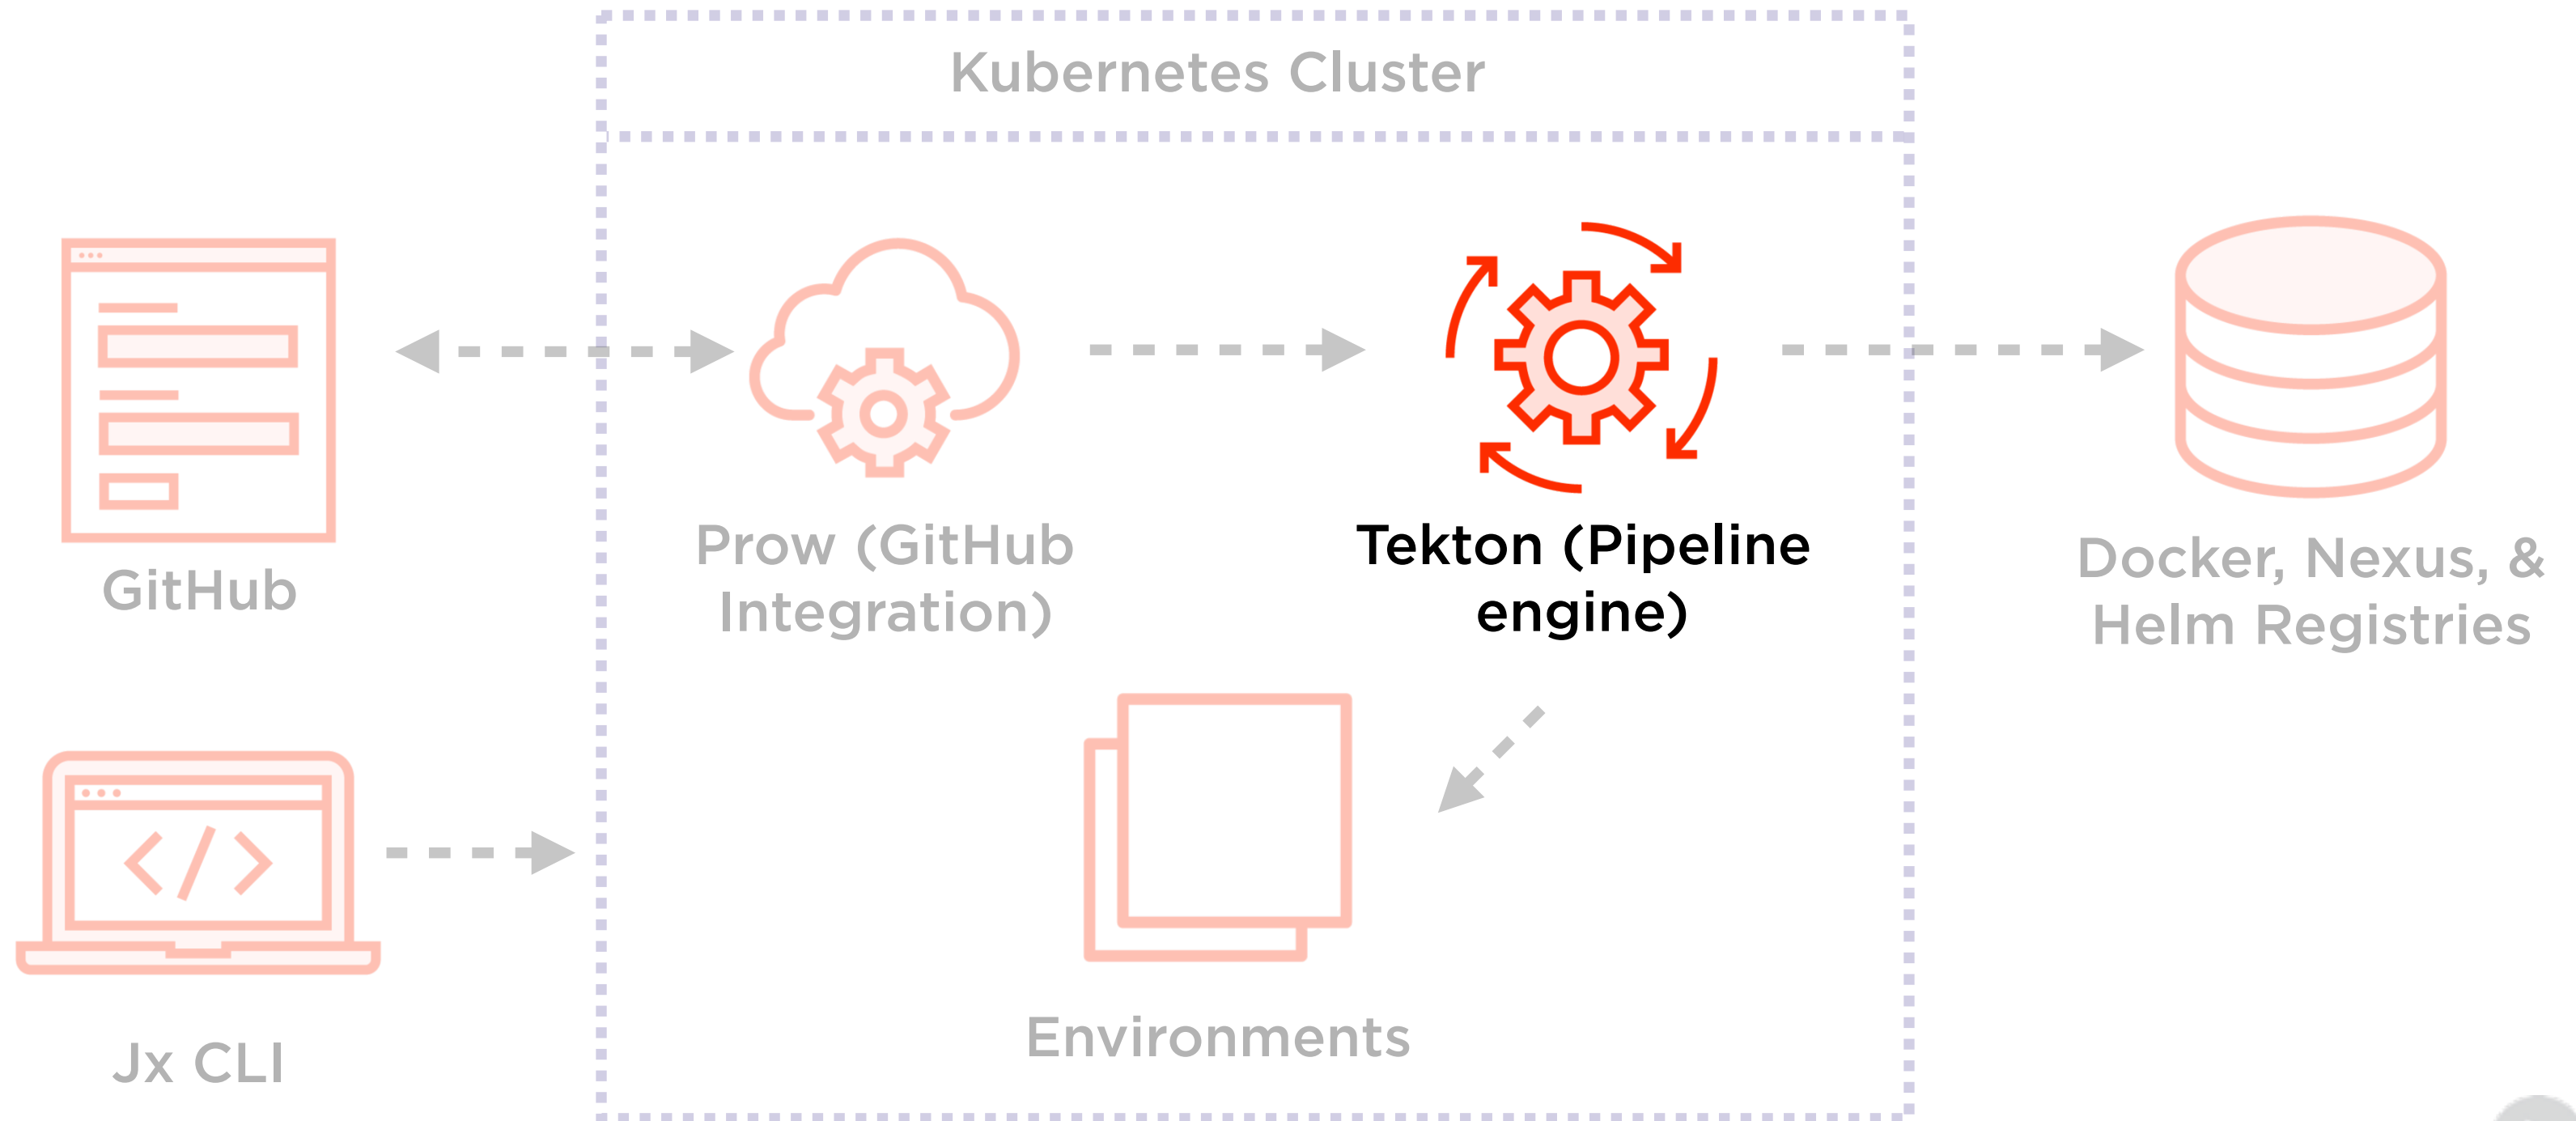 Kubernetes Cluster
GitHub
Prow (GitHub
Integration)
Tekton (Pipeline
engine)
Docker, Nexus, &
Helm Registries
Jx CLI
Environments